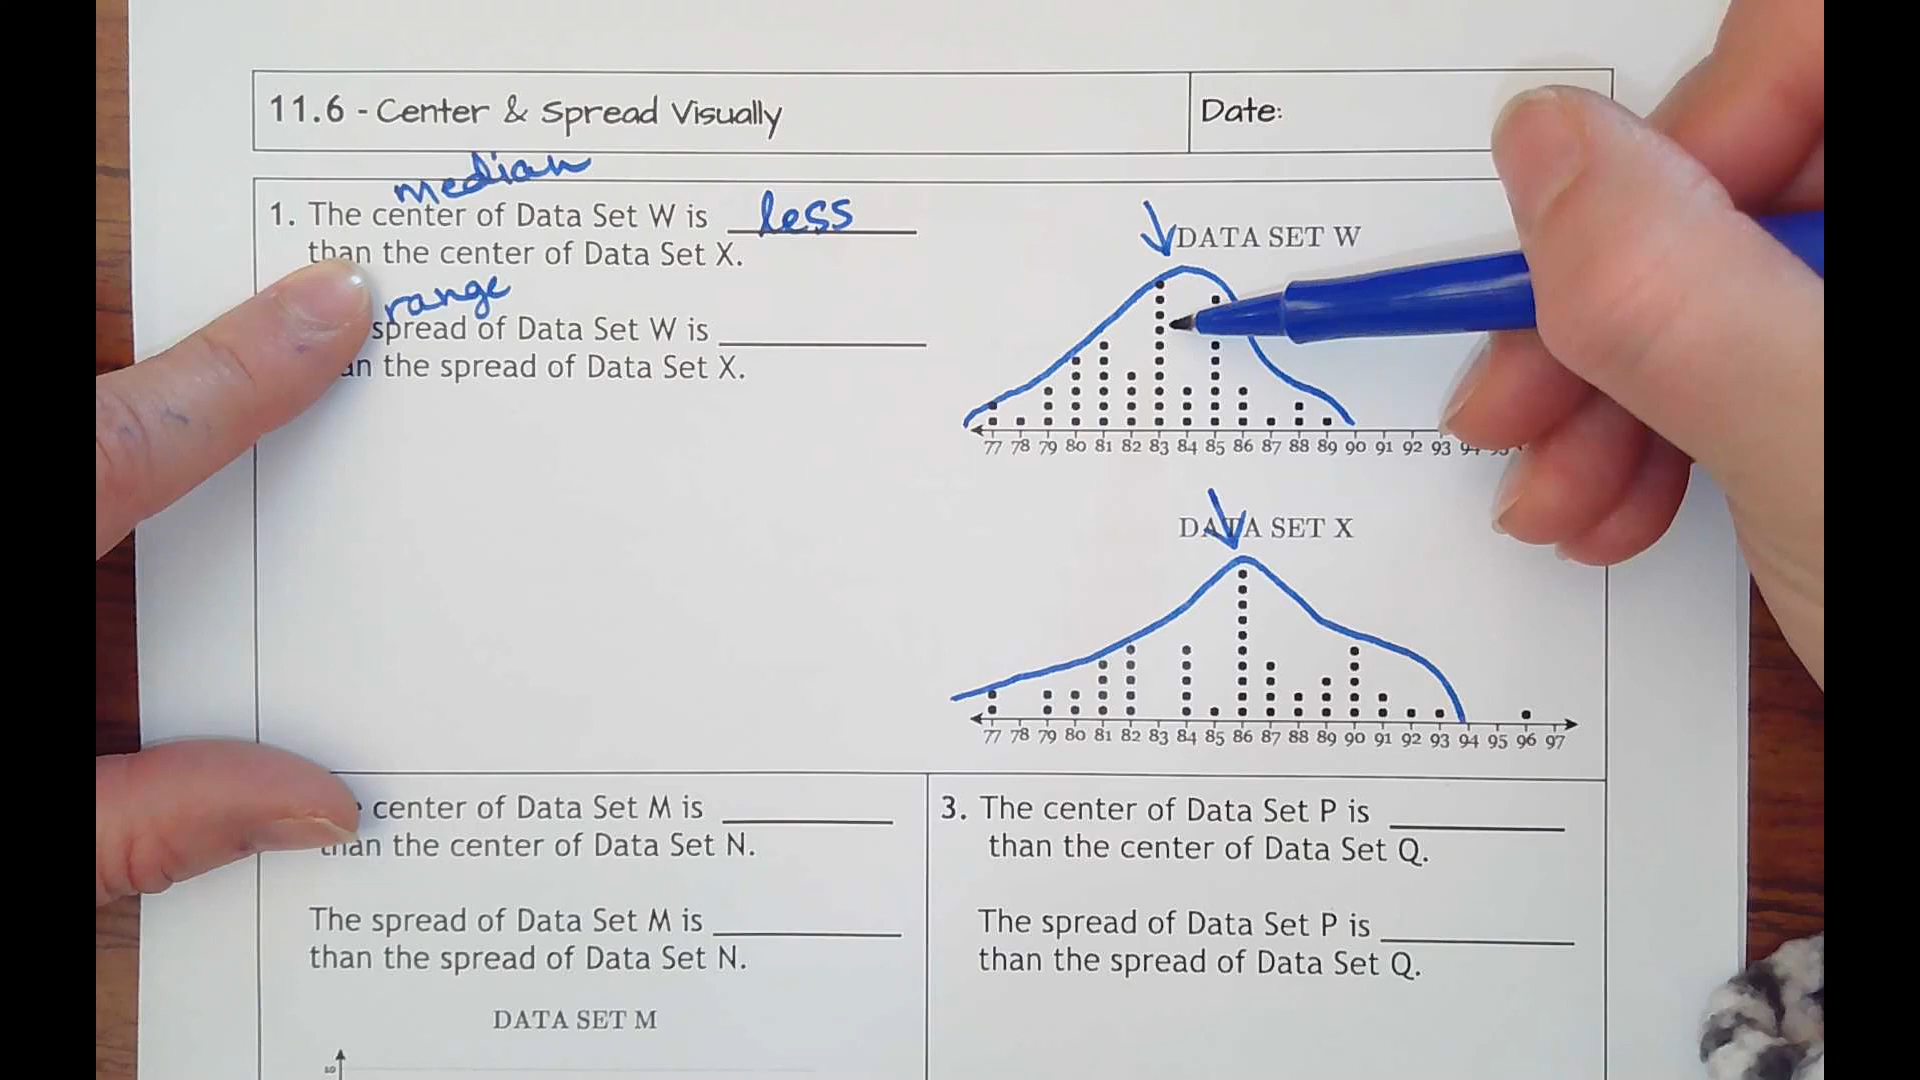 11.6 - Center & Spread Visually
Date:
median
1. The center of Data Set W is less
than the center of Data Set X.
range
spread of Data Set W is
the spread of Data Set X.
DATA SET W
77 78 79 80 81 82 83 84 85 86 87 88 89 90 91 92 93
DATA SET X
77 78 79 80 81 82 83 84 85 86 87 88 89 90 91 92 93 94 95 96 97
center of Data Set M is
than the center of Data Set N.
The spread of Data Set M is
than the spread of Data Set N.
DATA SET M
3. The center of Data Set P is
than the center of Data Set Q.
The spread of Data Set P is
than the spread of Data Set Q.